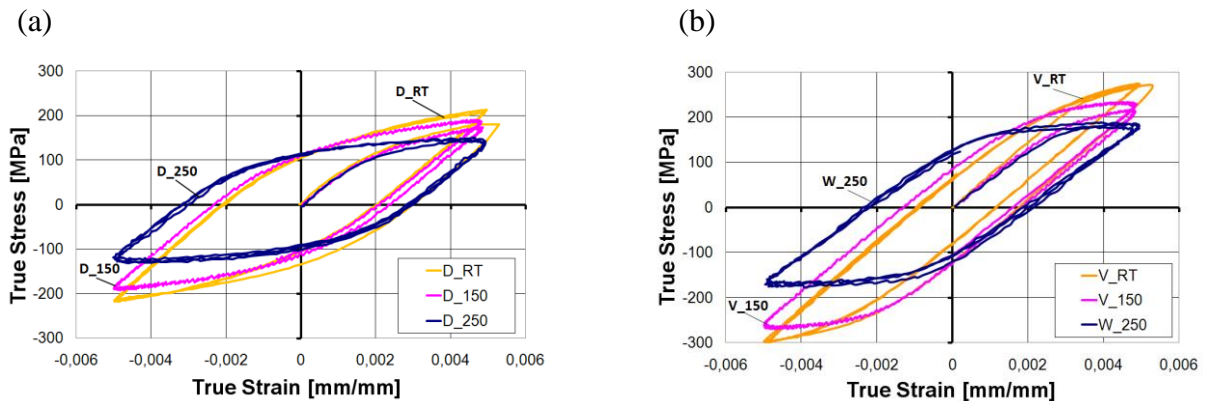 (a)
(b)
300
200
100
0
-100
-200
-300
-0,006
-0,004
-0,002
0
0,002
0,004
0,006
True Stress [MPa]
True Strain [mm/mm]
D_RT
D_250
D_150
D_RT
D_150
D_250
300
200
100
0
-100
-200
-300
-0,006
-0,004
-0,002
0
0,002
0,004
0,006
True Stress [MPa]
True Strain [mm/mm]
V_RT
W_250
V_150
V_RT
V_150
W_250